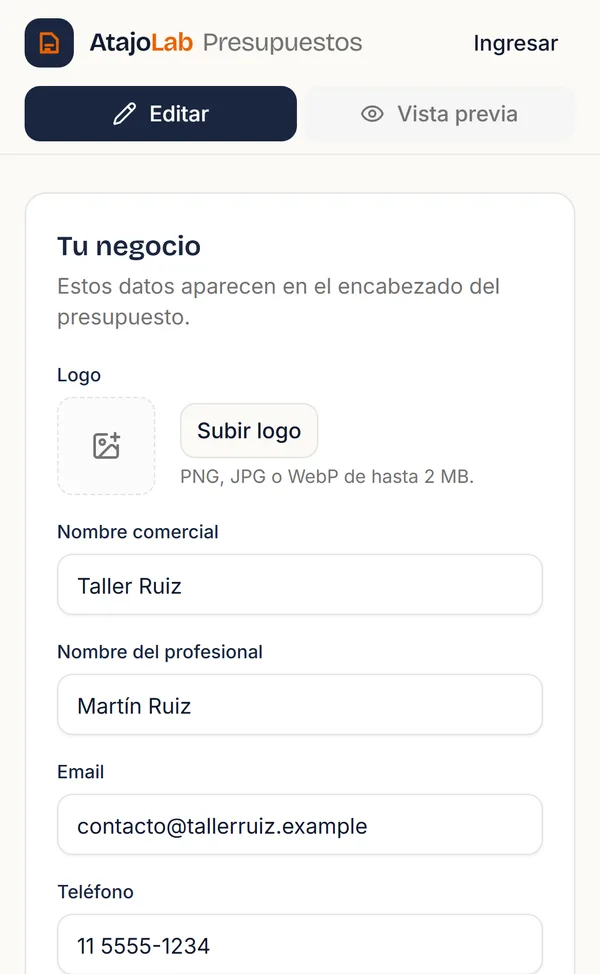 AtajoLab Presupuestos
Ingresar
Editar
Vista previa
Tu negocio
Estos datos aparecen en el encabezado del
presupuesto.
Logo
Subir logo
PNG, JPG o WebP de hasta 2 MB.
Nombre comercial
Taller Ruiz
Nombre del profesional
Martín Ruiz
Email
contacto@tallerruiz.example
Teléfono
11 5555-1234